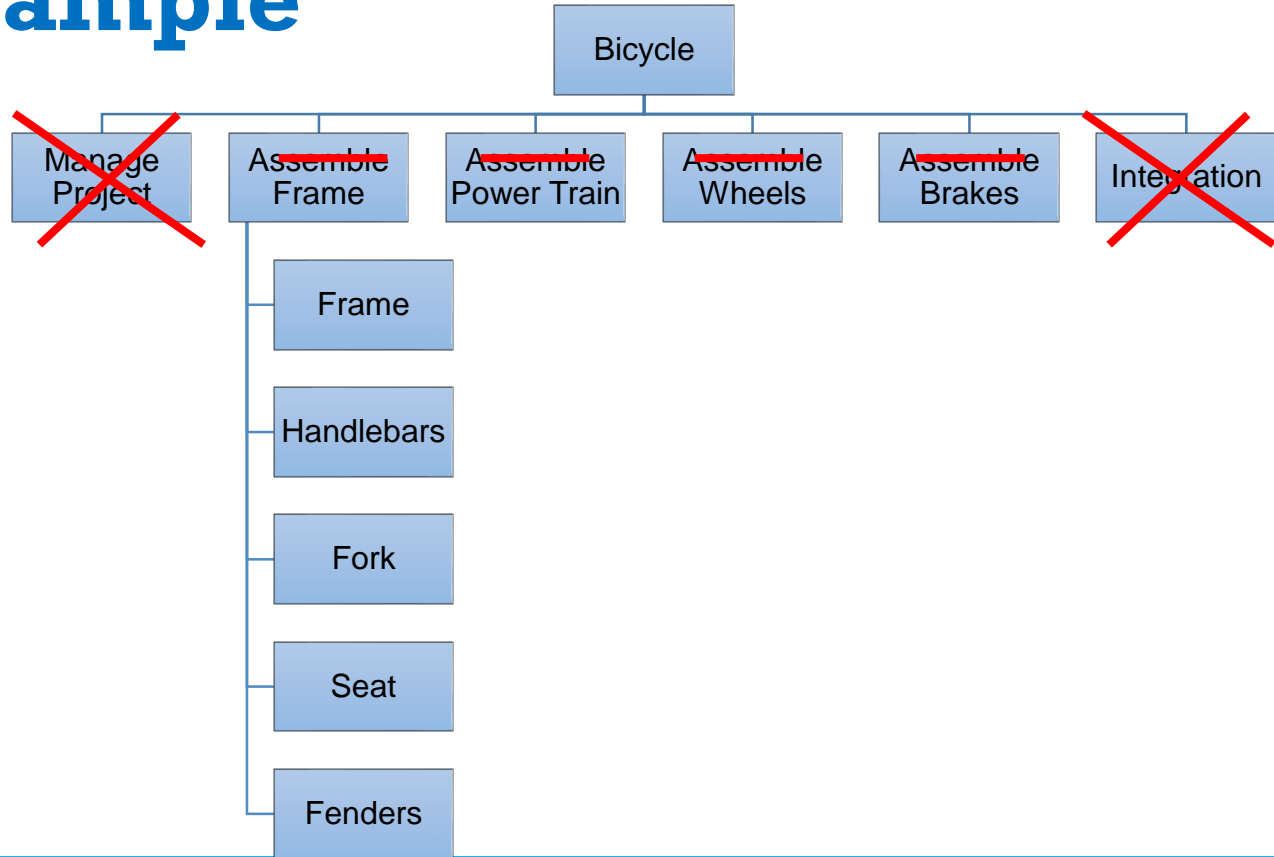 ample
Bicycle
Manage
Project
Assemble
Frame
Assemble
Power Train
Assemble
Wheels
Assemble
Brakes
Integration
Frame
Handlebars
Fork
Seat
Fenders